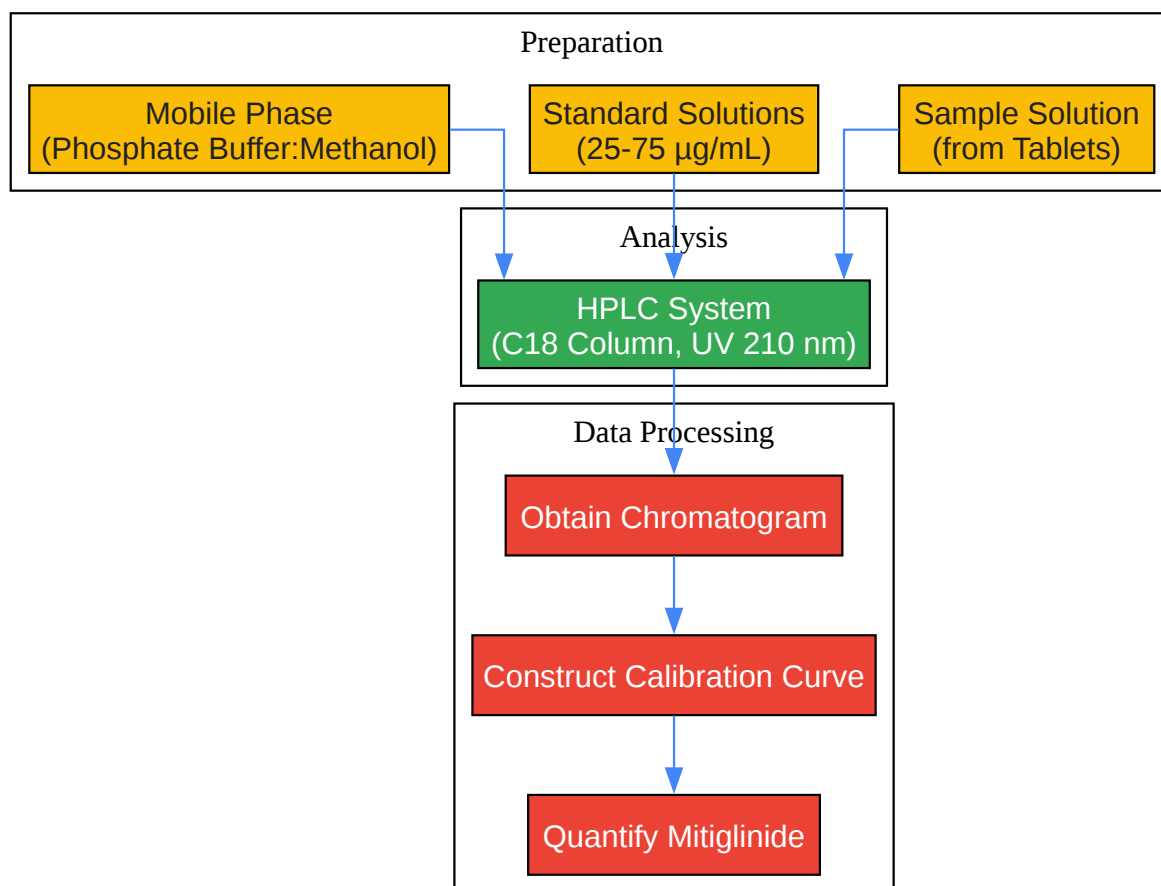 Preparation
Mobile Phase
(Phosphate Buffer:Methanol)
Standard Solutions
(25-75 µg/mL)
Sample Solution
(from Tablets)
Analysis
HPLC System
(C18 Column, UV 210 nm)
Data Processing
Obtain Chromatogram
Construct Calibration Curve
Quantify Mitiglinide